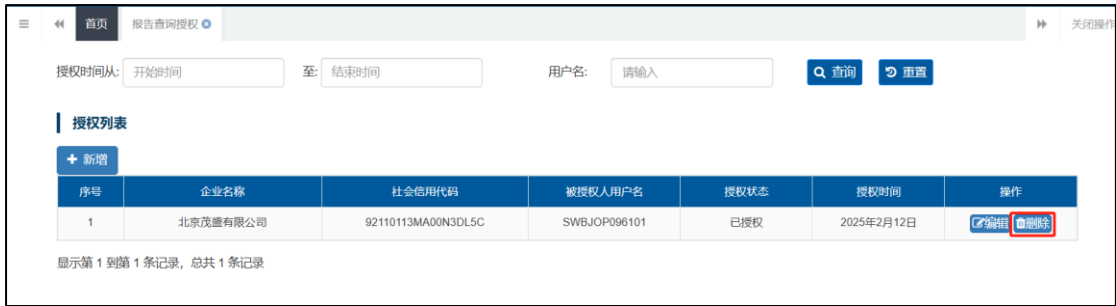 首页 报告查询授权 关闭操作
授权时间从: 开始时间 至: 结束时间 用户名: 请输入 查询 重置
授权列表
新增
序号 企业名称 社会信用代码 被授权人用户名 授权状态 授权时间 操作
1 北京茂盛有限公司 92110113MA00N3DL5C SWBJOP096101 已授权 2025年2月12日 编辑 删除
显示第 1 到第 1 条记录，总共 1 条记录